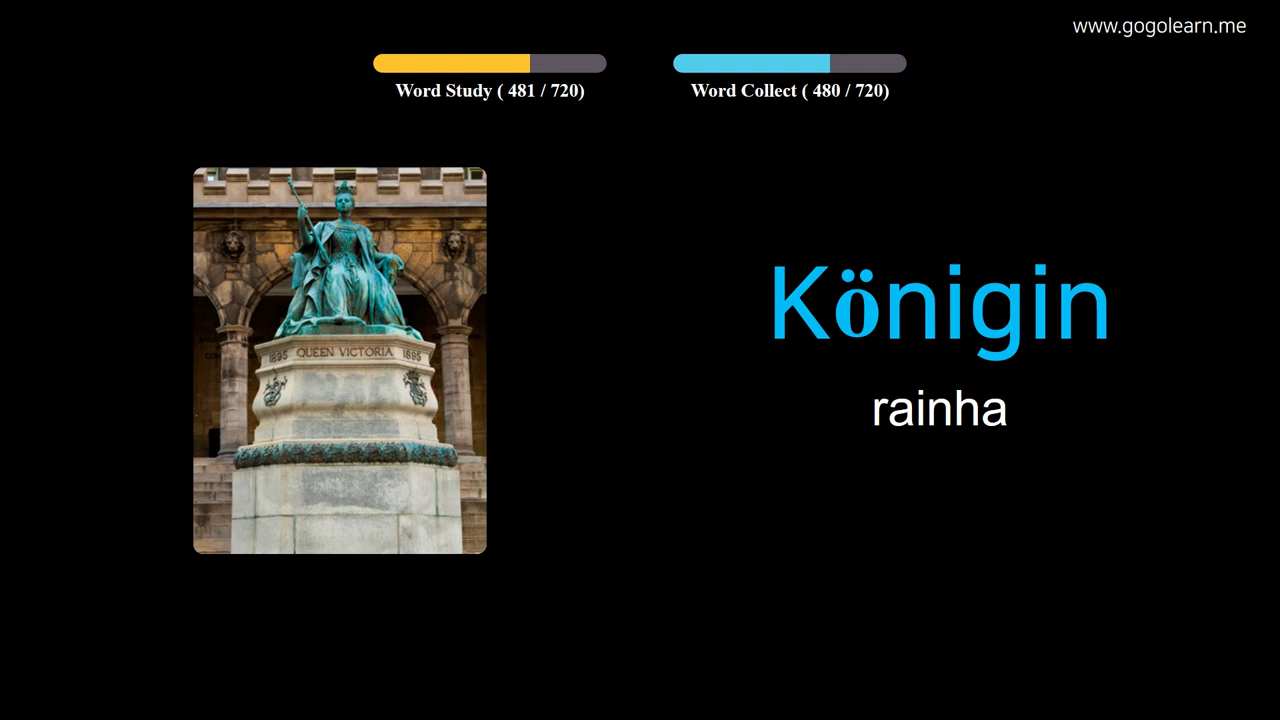 www.gogolearn.me
Word Study ( 481 / 720)
Word Collect ( 480 / 720)
1895 QUEEN VICTORIA 1895
Königin
rainha